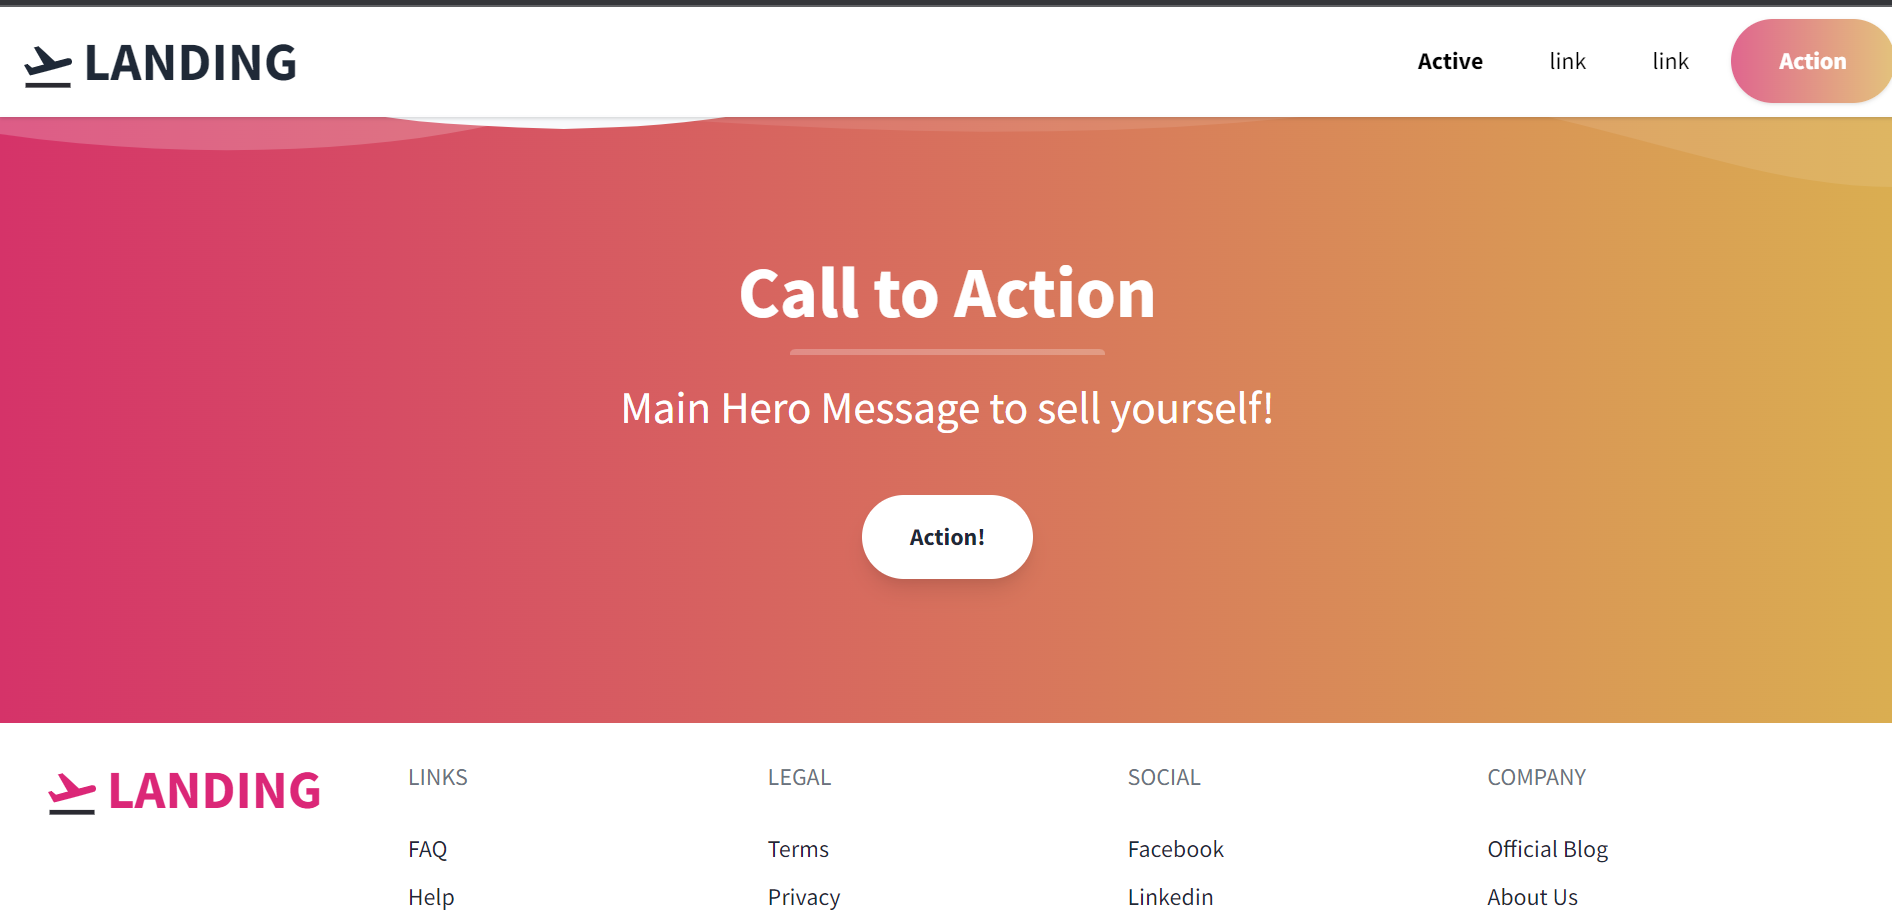 LANDING
Active link link Action
Call to Action
Main Hero Message to sell yourself!
Action!
LANDING
LINKS LEGAL SOCIAL COMPANY
FAQ Terms Facebook Official Blog
Help Privacy Linkedin About Us